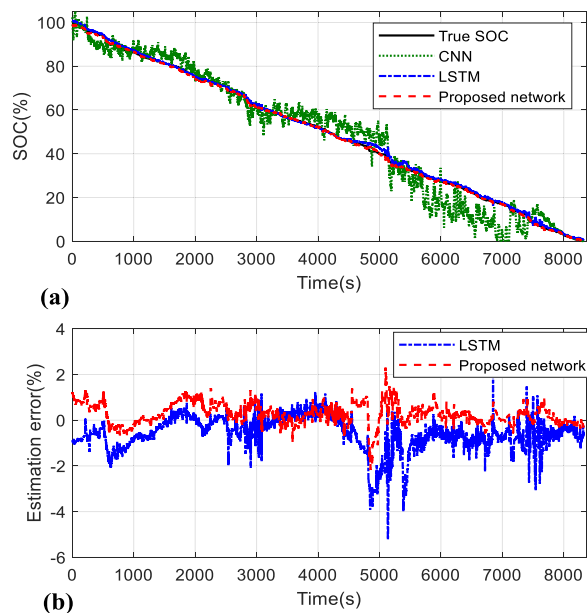 100
80
60
40
20
0
SOC(%)
True SOC
CNN
LSTM
Proposed network
0 1000 2000 3000 4000 5000 6000 7000 8000
Time(s)
(a)
4
2
0
-2
-4
-6
Estimation error(%)
LSTM
Proposed network
0 1000 2000 3000 4000 5000 6000 7000 8000
Time(s)
(b)